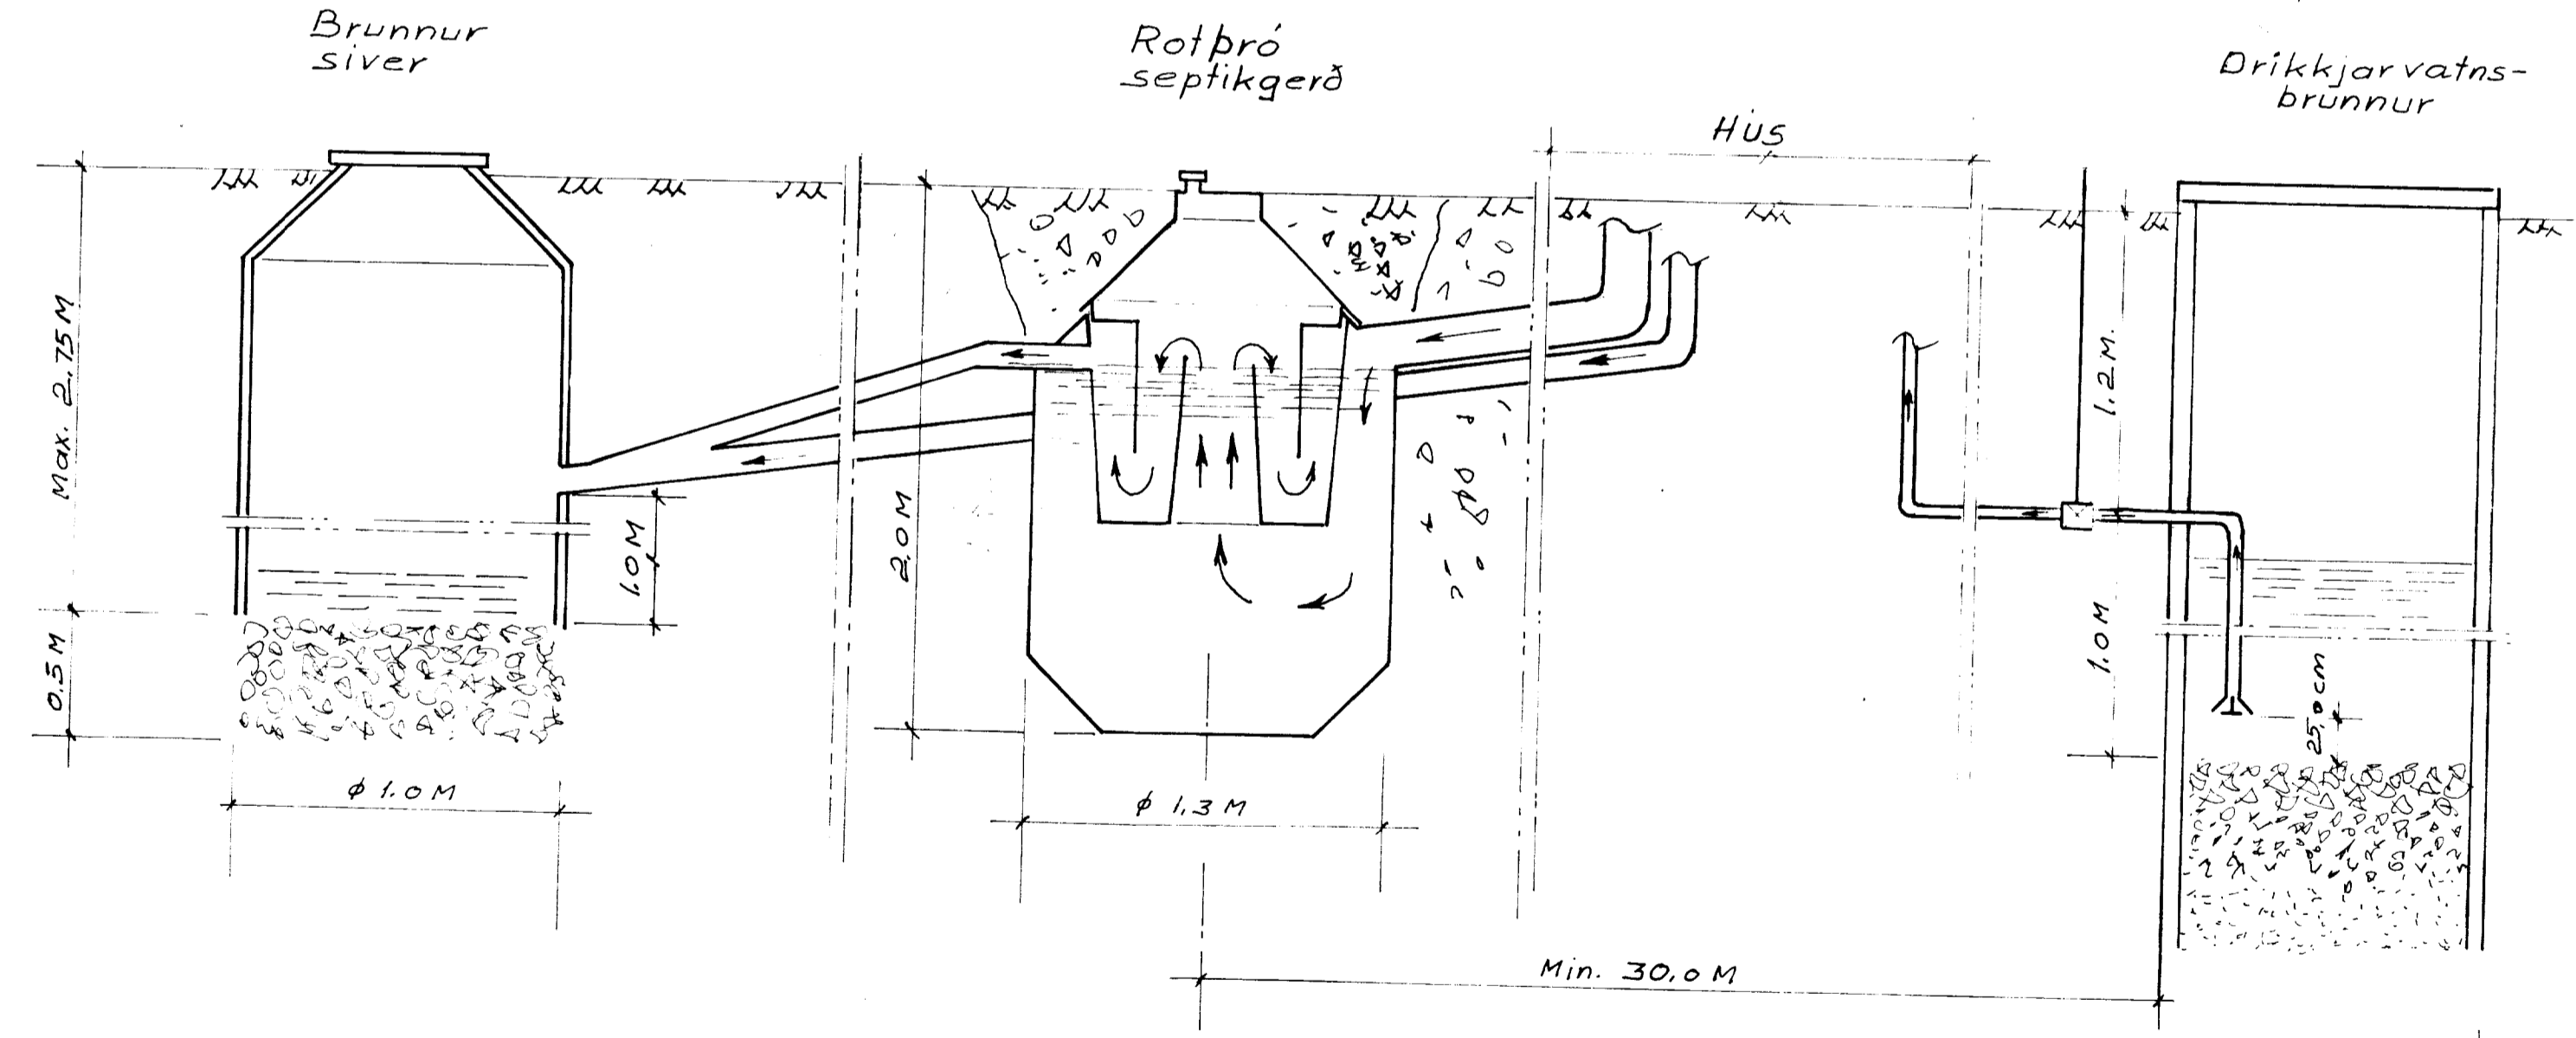 Brunnur
siver
Rotþró
septikgerð
Drikkjarvatns-
brunnur
Hús
Max. 2.75 M
0.5 M
1.0 M
φ 1.0 M
2.0 M
φ 1.3 M
1.2 M.
1.0 M
25,0 cm
Min. 30.0 M